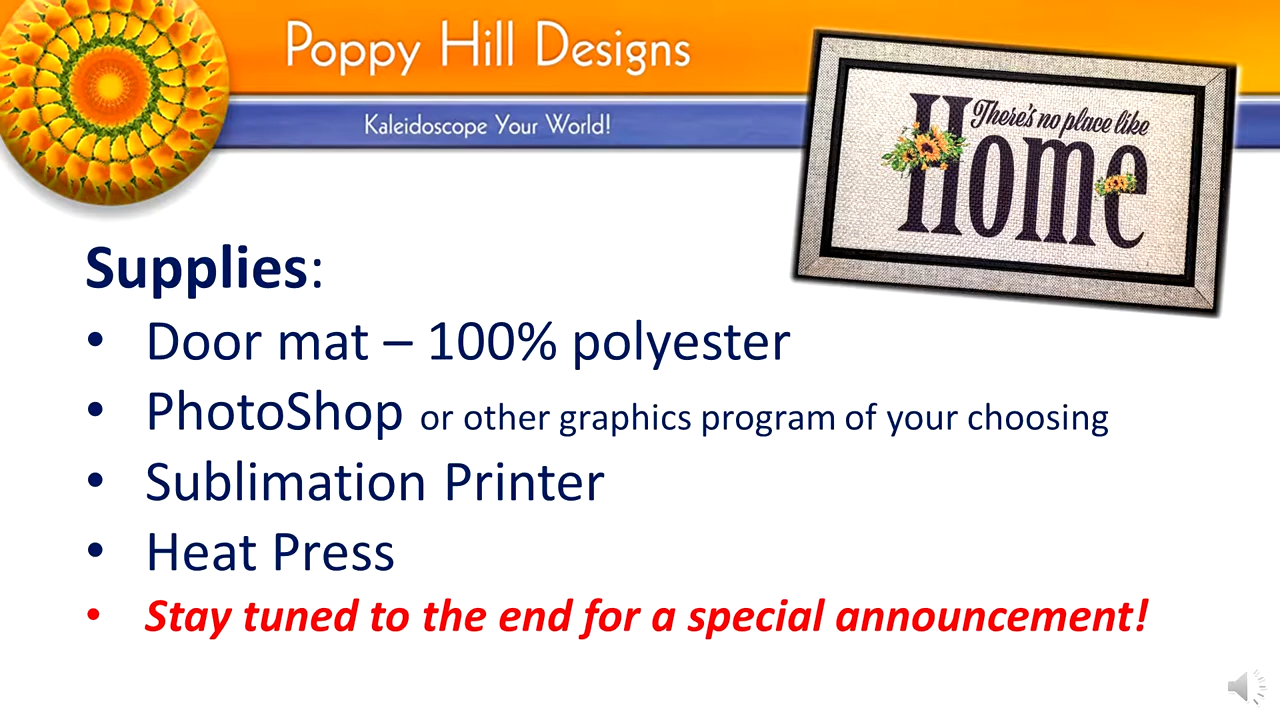 Poppy Hill Designs
Kaleidoscope Your World!
There's no place like
Home
Supplies:
• Door mat – 100% polyester
• PhotoShop or other graphics program of your choosing
• Sublimation Printer
• Heat Press
• Stay tuned to the end for a special announcement!